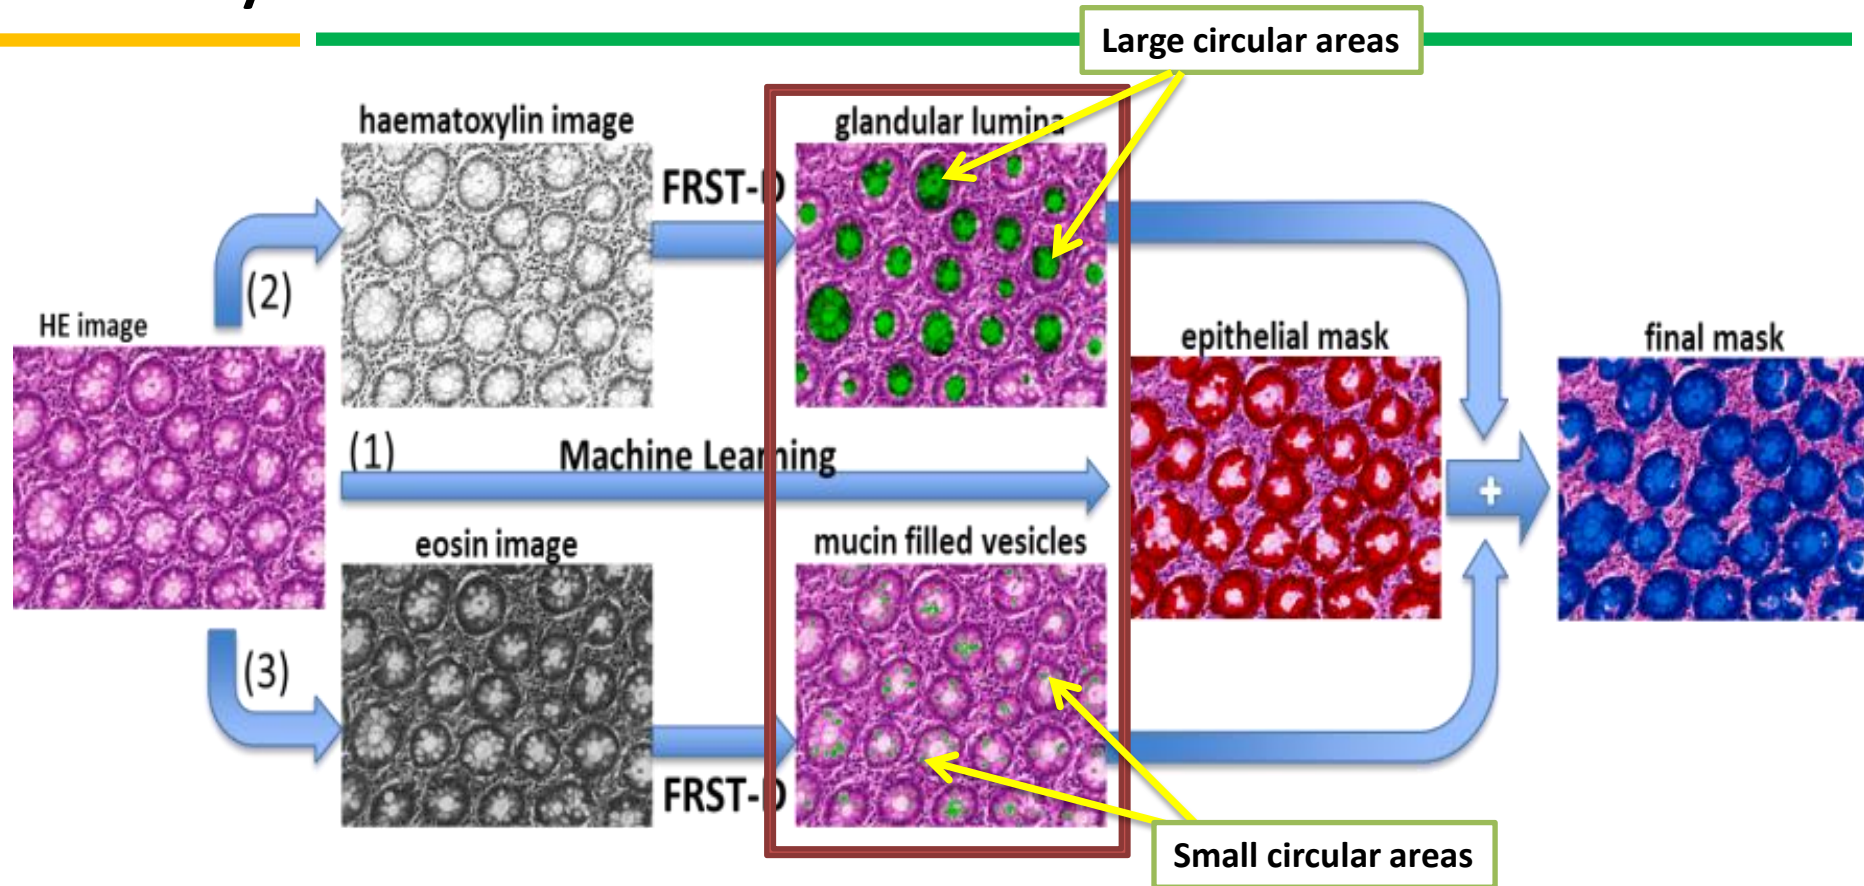 Large circular areas
haematoxylin image
glandular lumina
FRST-D
(2)
HE image
epithelial mask
final mask
(1)
Machine Learning
+
eosin image
mucin filled vesicles
(3)
FRST-D
Small circular areas